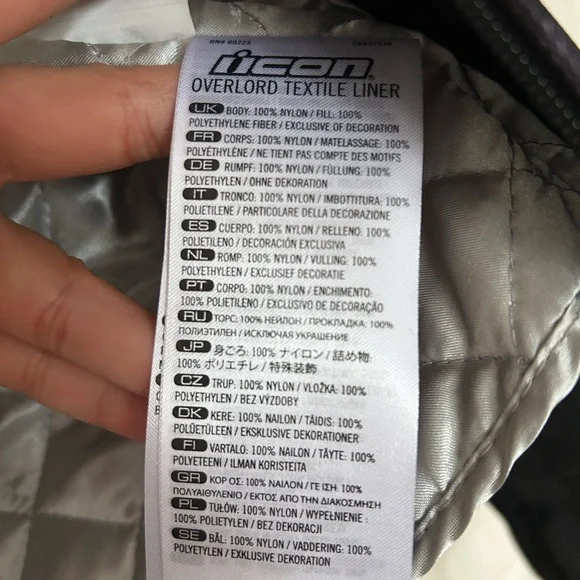 RN# 80725
icon
OVERLORD TEXTILE LINER
UK BODY: 100% NYLON / FILL: 100%
POLYETHYLENE FIBER / EXCLUSIVE OF DECORATION
FR CORPS: 100% NYLON / MATELASSAGE: 100%
POLYÉTHYLÈNE / NE TIENT PAS COMPTE DES MOTIFS
DE RUMPF: 100% NYLON / FÜLLUNG: 100%
POLYETHYLEN / OHNE DEKORATION
IT TRONCO: 100% NYLON / IMBOTTITURA: 100%
POLIETILENE / PARTICOLARE DELLA DECORAZIONE
ES CUERPO: 100% NYLON / RELLENO: 100%
POLIETILENO / DECORACIÓN EXCLUSIVA
NL ROMP: 100% NYLON / VULLING: 100%
POLYETHYLEEN / EXCLUSIEF DECORATIE
PT CORPO: 100% NYLON / ENCHIMENTO:
100% POLIETILENO / EXCLUSIVO DE DECORAÇÃO
RU ТОРС: 100% НЕЙЛОН / ПРОКЛАДКА: 100%
ПОЛИЭТИЛЕН / ИСКЛЮЧАЯ УКРАШЕНИЯ
JP 身ごろ: 100% ナイロン / 詰め物:
100% ポリエチレ / 特殊装飾
CZ TRUP: 100% NYLON / VLOŽKA: 100%
POLYETHYLEN / BEZ VÝZDOBY
DK KERE: 100% NAILON / TÄIDIS: 100%
POLÜETÜLEEN / EKSKLUSIVE DEKORATIONER
FI VARTALO: 100% NAILON / TÄYTE: 100%
POLYETEENI / ILMAN KORISTEITA
GR ΚΟΡ ΟΣ: 100% ΝΑΙΛΟΝ / ΓΕ ΙΣΗ: 100%
ΠΟΛΥΑΙΘΥΛΕΝΙΟ / ΕΚΤΟΣ ΑΠΟ ΤΗΝ ΔΙΑΚΟΣΜΗΣΗ
PL TUŁÓW: 100% NYLON / WYPEŁNIENIE:
100% POLIETYLEN / BEZ DEKORACJI
SE BÅL: 100% NYLON / VADDERING: 100%
POLYETYLEN / EXKLUSIVE DEKORATION